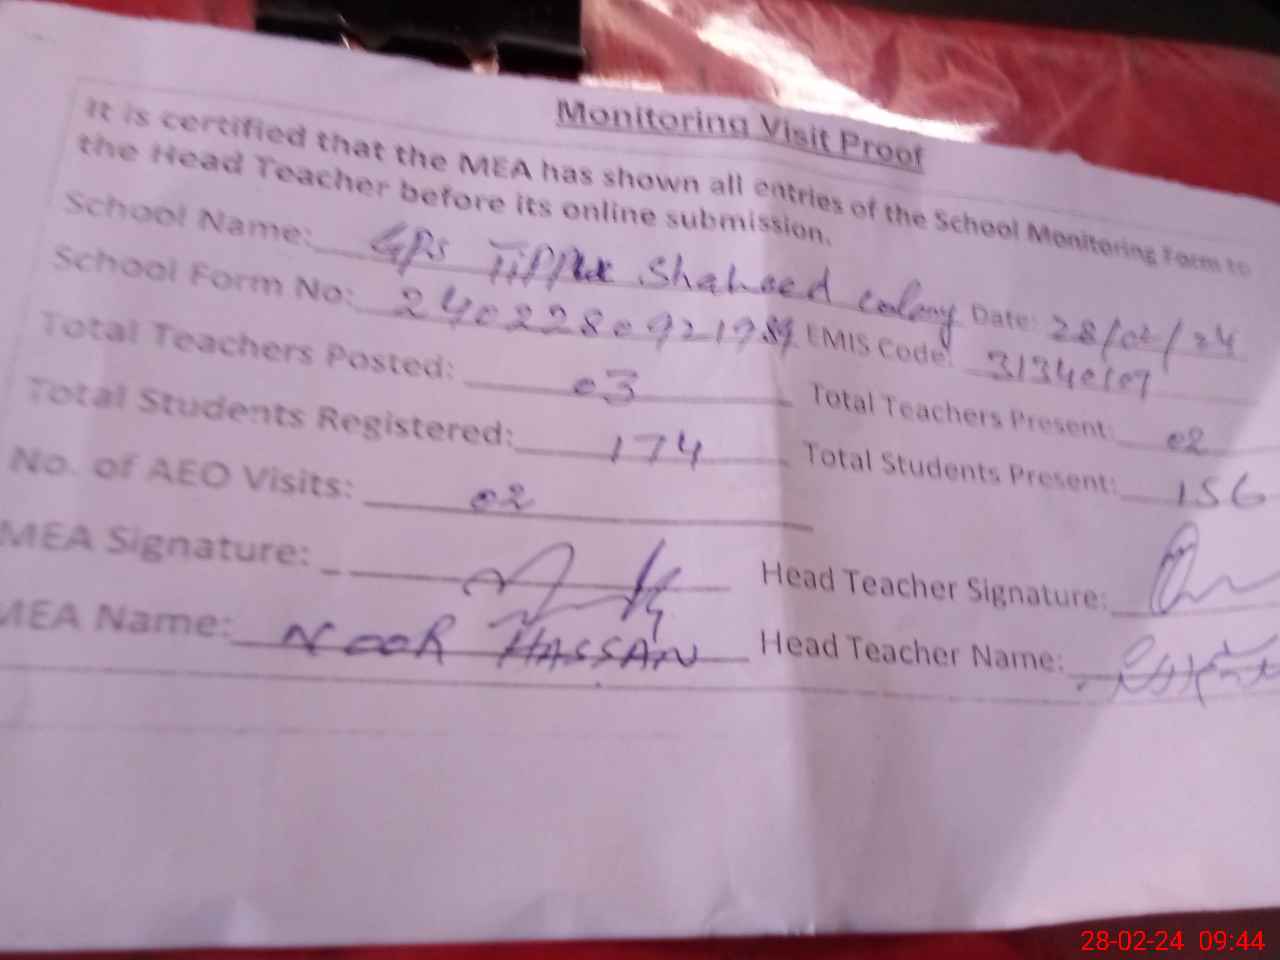 Monitoring Visit Proof
It is certified that the MEA has shown all entries of the School Monitoring Form to
the Head Teacher before its online submission.
School Name: GPS Tippu Shaheed colony Date: 28/02/24
School Form No: 24022809219 EMIS Code: 31340107
Total Teachers Posted: 03 Total Teachers Present: 02
Total Students Registered: 174 Total Students Present: 156
No. of AEO Visits: 02
MEA Signature: Head Teacher Signature:
MEA Name: NOOR HASSAN Head Teacher Name:
28-02-24 09:44